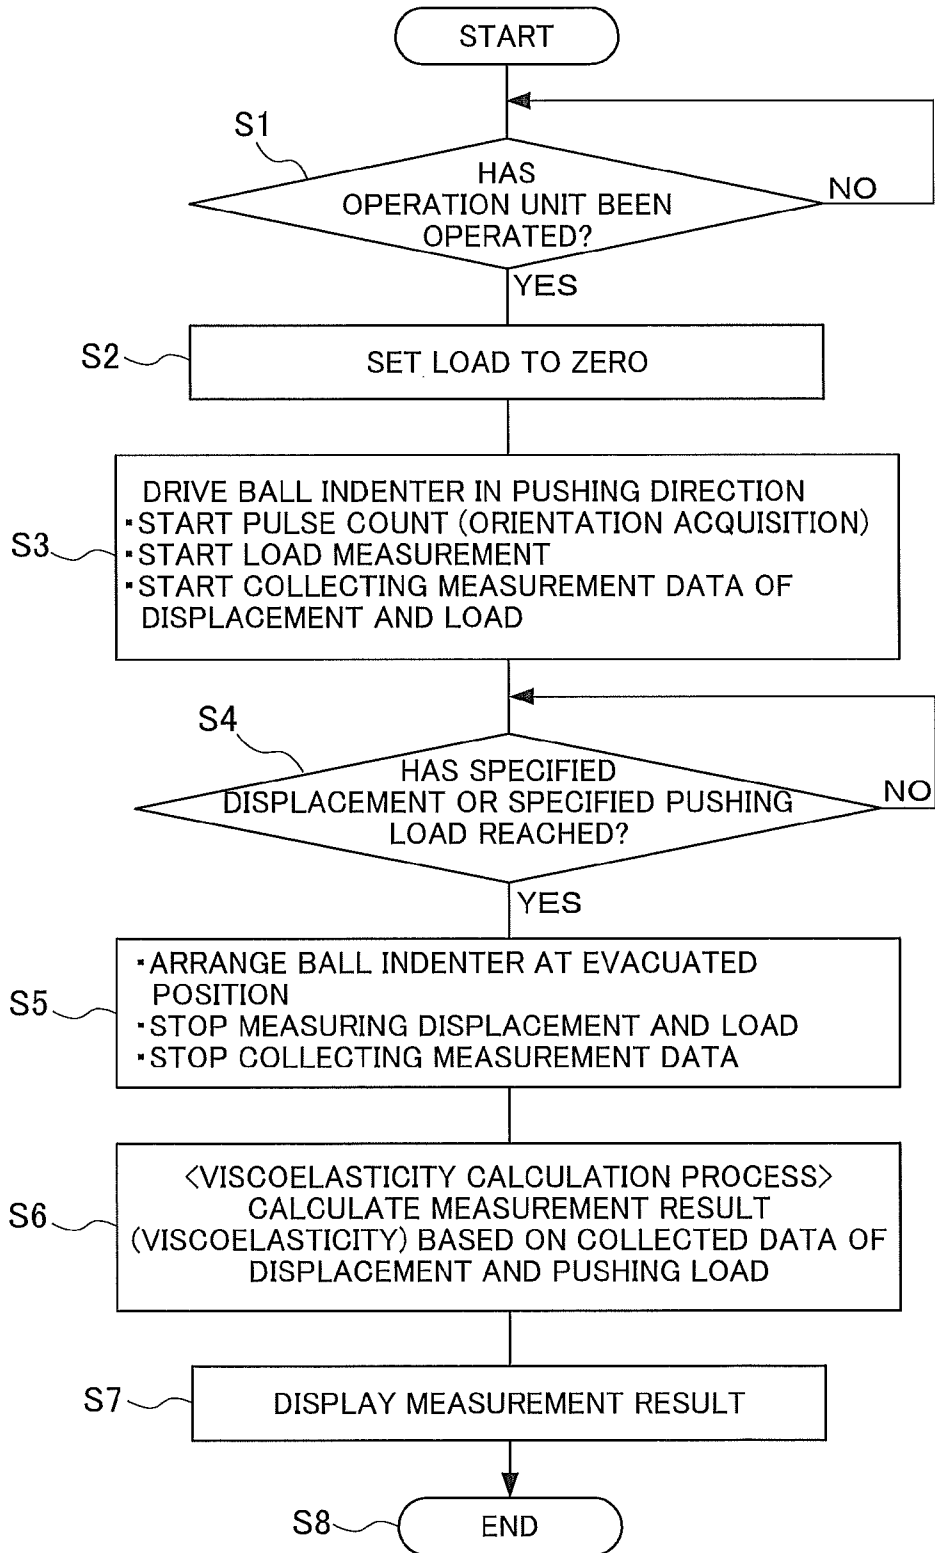 START
S1
HAS
OPERATION UNIT BEEN
OPERATED?
NO
YES
S2
SET LOAD TO ZERO
S3
DRIVE BALL INDENTER IN PUSHING DIRECTION
▪START PULSE COUNT (ORIENTATION ACQUISITION)
▪START LOAD MEASUREMENT
▪START COLLECTING MEASUREMENT DATA OF
DISPLACEMENT AND LOAD
S4
HAS SPECIFIED
DISPLACEMENT OR SPECIFIED PUSHING
LOAD REACHED?
NO
YES
S5
▪ARRANGE BALL INDENTER AT EVACUATED
POSITION
▪STOP MEASURING DISPLACEMENT AND LOAD
▪STOP COLLECTING MEASUREMENT DATA
S6
<VISCOELASTICITY CALCULATION PROCESS>
CALCULATE MEASUREMENT RESULT
(VISCOELASTICITY) BASED ON COLLECTED DATA OF
DISPLACEMENT AND PUSHING LOAD
S7
DISPLAY MEASUREMENT RESULT
S8
END